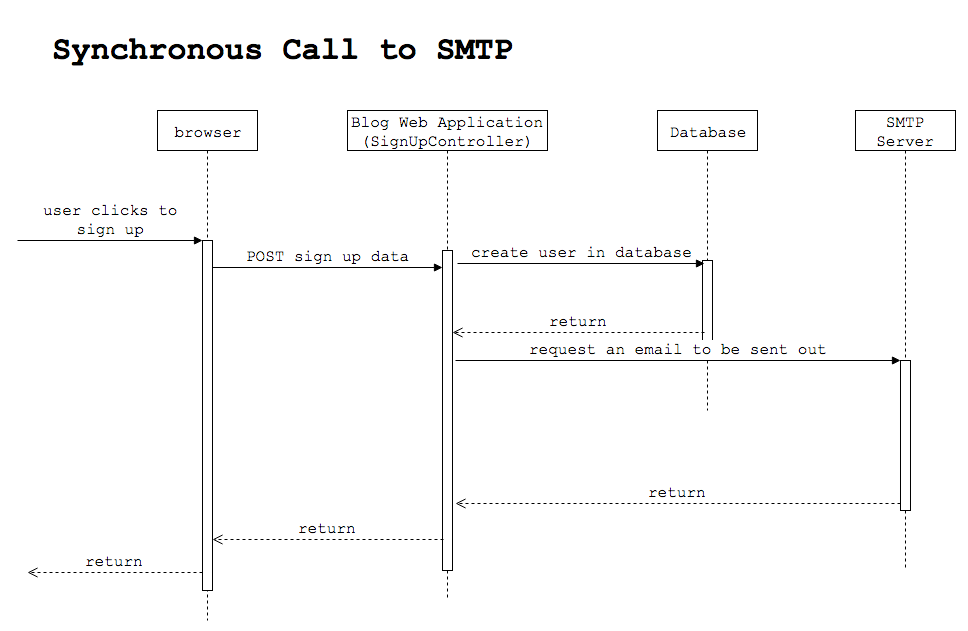 Synchronous Call to SMTP
browser
Blog Web Application
(SignUpController)
Database
SMTP
Server
user clicks to
sign up
POST sign up data
create user in database
return
request an email to be sent out
return
return
return